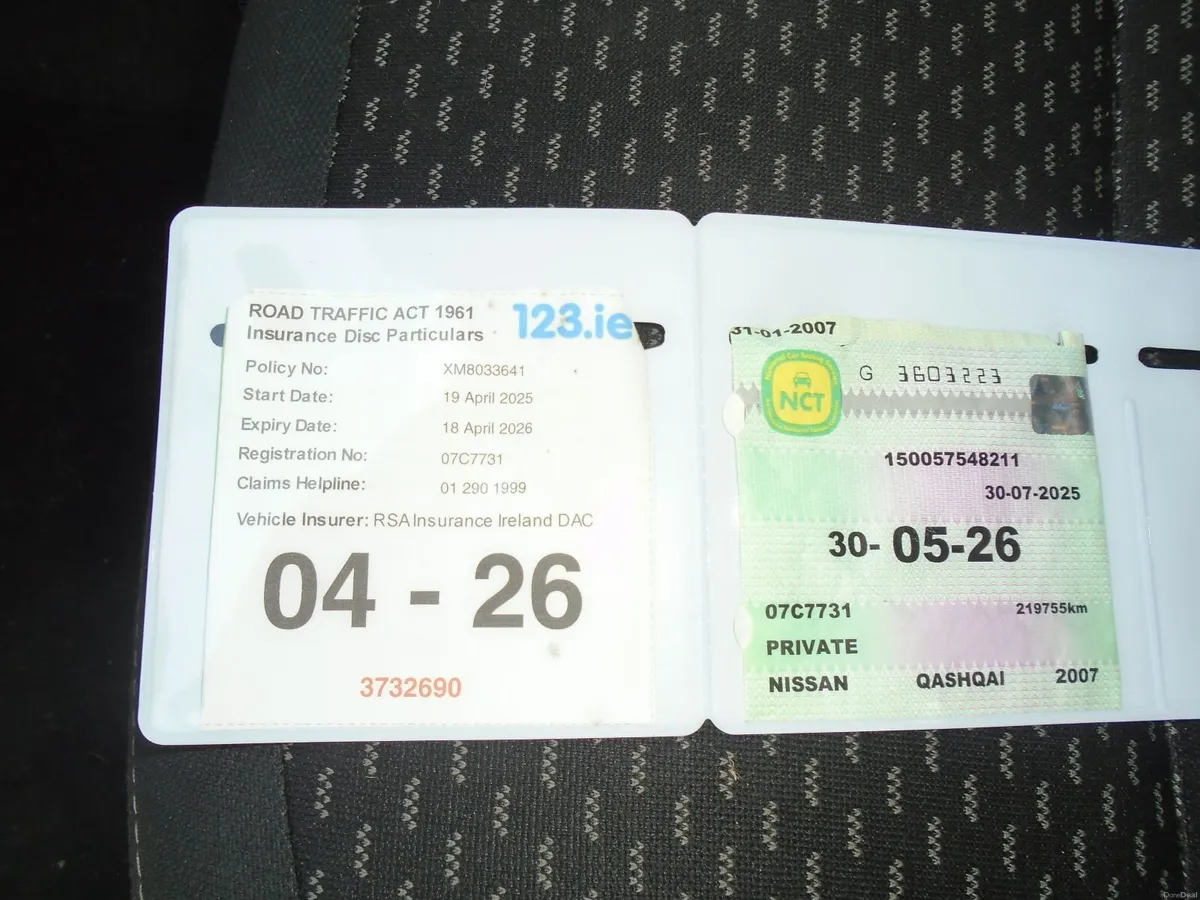 ROAD TRAFFIC ACT 1961
Insurance Disc Particulars
123.ie
Policy No: XM8033641
Start Date: 19 April 2025
Expiry Date: 18 April 2026
Registration No: 07C7731
Claims Helpline: 01 290 1999
Vehicle Insurer: RSA Insurance Ireland DAC
04 - 26
3732690
31-01-2007
NCT
G 3603223
150057548211
30-07-2025
30- 05-26
07C7731 219755km
PRIVATE
NISSAN QASHQAI 2007
DoneDeal